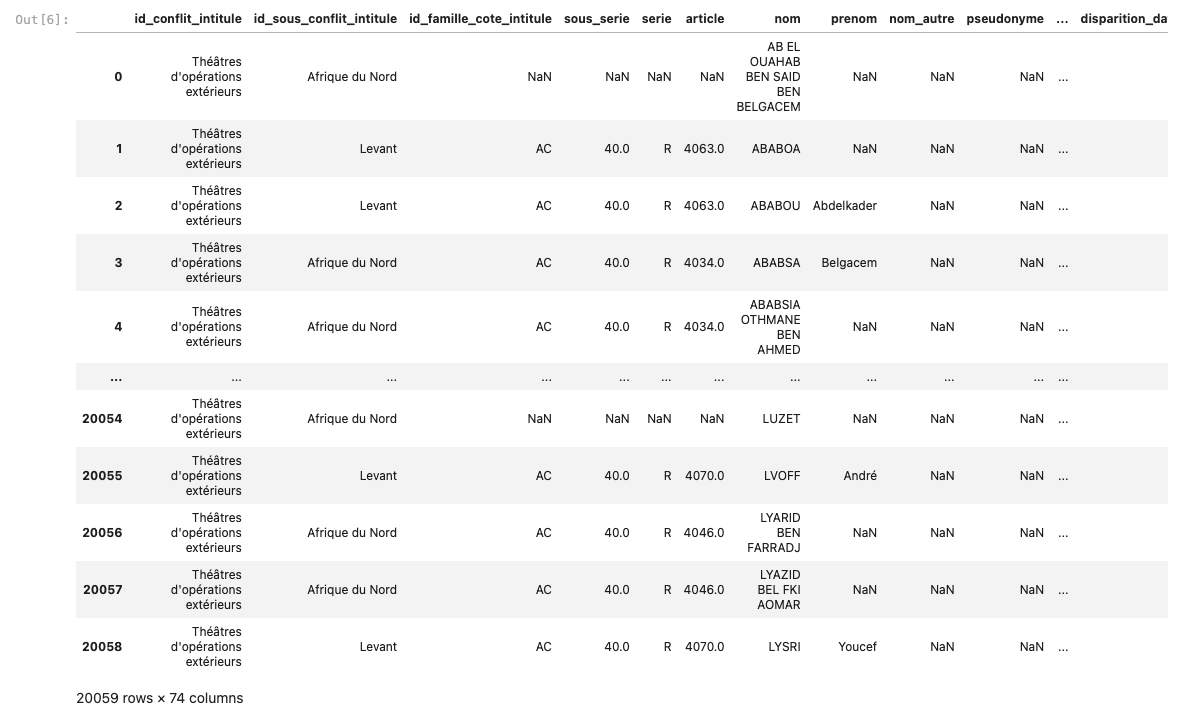 Out[6]:
id_conflit_intitule id_sous_conflit_intitule id_famille_cote_intitule sous_serie serie article nom prenom nom_autre pseudonyme ... disparition_da
0 Théâtres d'opérations extérieurs Afrique du Nord NaN NaN NaN NaN AB EL OUAHAB BEN SAID BEN BELGACEM NaN NaN NaN ...
1 Théâtres d'opérations extérieurs Levant AC 40.0 R 4063.0 ABABOA NaN NaN NaN ...
2 Théâtres d'opérations extérieurs Levant AC 40.0 R 4063.0 ABABOU Abdelkader NaN NaN ...
3 Théâtres d'opérations extérieurs Afrique du Nord AC 40.0 R 4034.0 ABABSA Belgacem NaN NaN ...
4 Théâtres d'opérations extérieurs Afrique du Nord AC 40.0 R 4034.0 ABABSIA OTHMANE BEN AHMED NaN NaN NaN ...
... ... ... ... ... ... ... ... ... ... ... ...
20054 Théâtres d'opérations extérieurs Afrique du Nord NaN NaN NaN NaN LUZET NaN NaN NaN ...
20055 Théâtres d'opérations extérieurs Levant AC 40.0 R 4070.0 LVOFF André NaN NaN ...
20056 Théâtres d'opérations extérieurs Afrique du Nord AC 40.0 R 4046.0 LYARID BEN FARRADJ NaN NaN NaN ...
20057 Théâtres d'opérations extérieurs Afrique du Nord AC 40.0 R 4046.0 LYAZID BEL FKI AOMAR NaN NaN NaN ...
20058 Théâtres d'opérations extérieurs Levant AC 40.0 R 4070.0 LYSRI Youcef NaN NaN ...
20059 rows × 74 columns